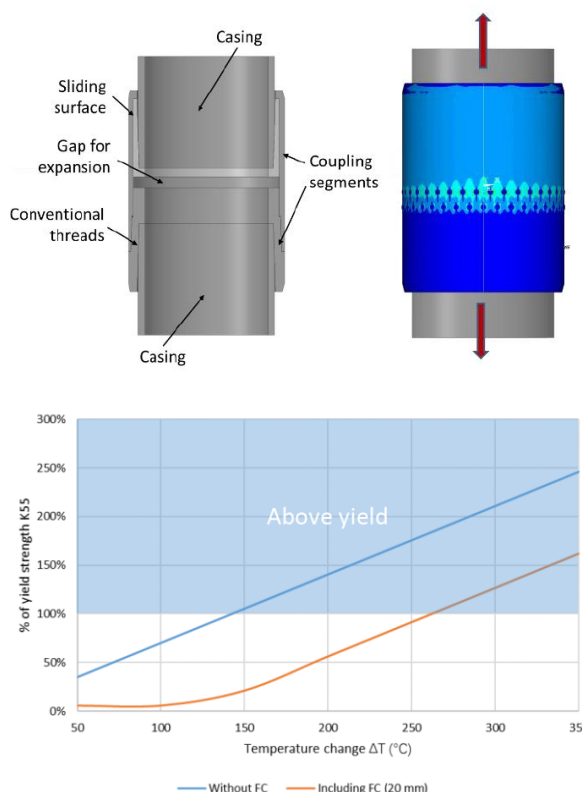 Casing
Sliding
surface
Gap for
expansion
Coupling
segments
Conventional
threads
Casing
300%
250%
200%
150%
100%
50%
0%
% of yield strength K55
Above yield
50 100 150 200 250 300 350
Temperature change ΔT (°C)
Without FC Including FC (20 mm)